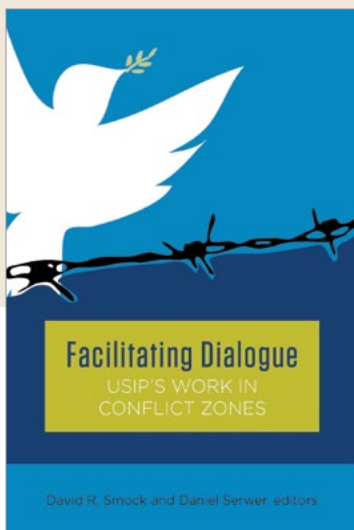 Facilitating Dialogue
USIP'S WORK IN
CONFLICT ZONES
David R. Smock and Daniel Serwer, editors